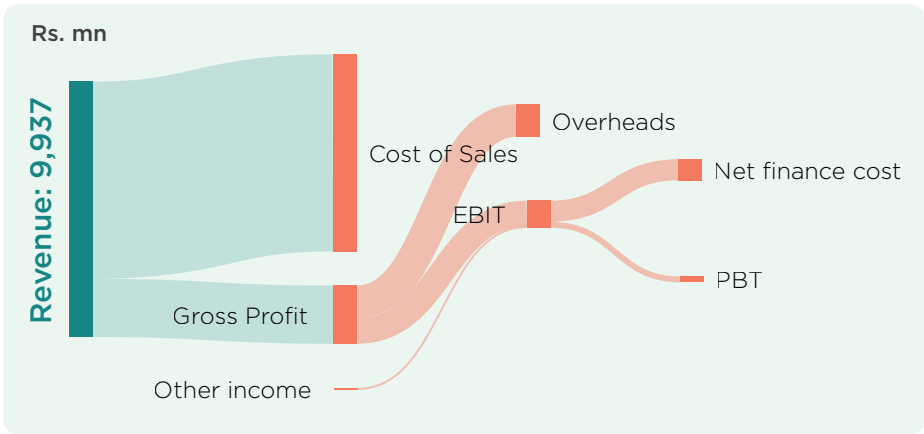 Rs. mn
Revenue: 9,937
Cost of Sales
Gross Profit
Other income
Overheads
EBIT
Net finance cost
PBT